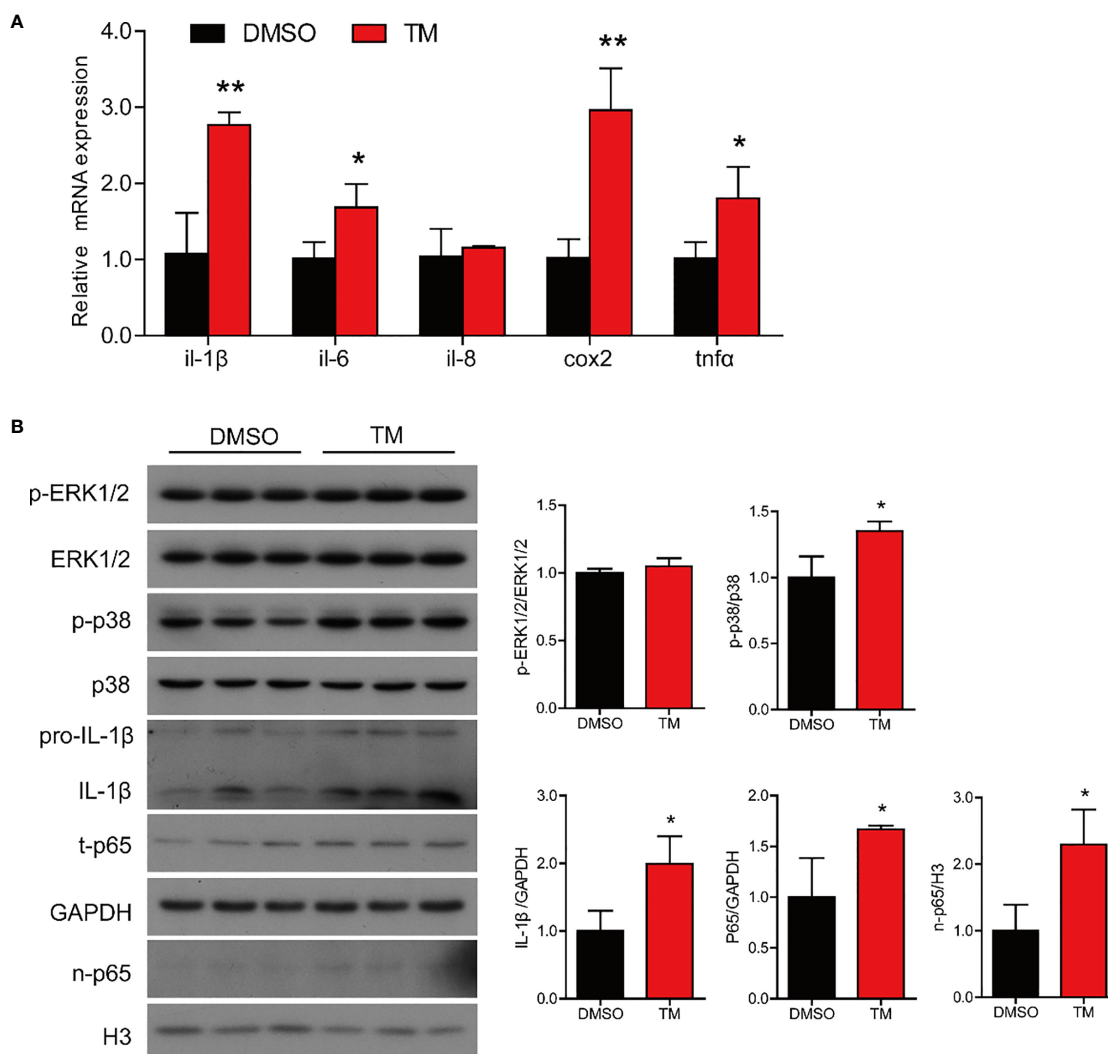 A
DMSO TM
Relative mRNA expression
4.0
3.0
2.0
1.0
0.0
** * ** *
il-1β il-6 il-8 cox2 tnfα
B
DMSO TM
p-ERK1/2
ERK1/2
p-p38
p38
pro-IL-1β
IL-1β
t-p65
GAPDH
n-p65
H3
p-ERK1/2/ERK1/2
1.5
1.0
0.5
0.0
DMSO TM
p-p38/p38
1.5
1.0
0.5
0.0
*
DMSO TM
IL-1β /GAPDH
3.0
2.0
1.0
0.0
*
DMSO TM
P65/GAPDH
2.0
1.5
1.0
0.5
0.0
*
DMSO TM
n-p65/H3
3.0
2.0
1.0
0.0
*
DMSO TM